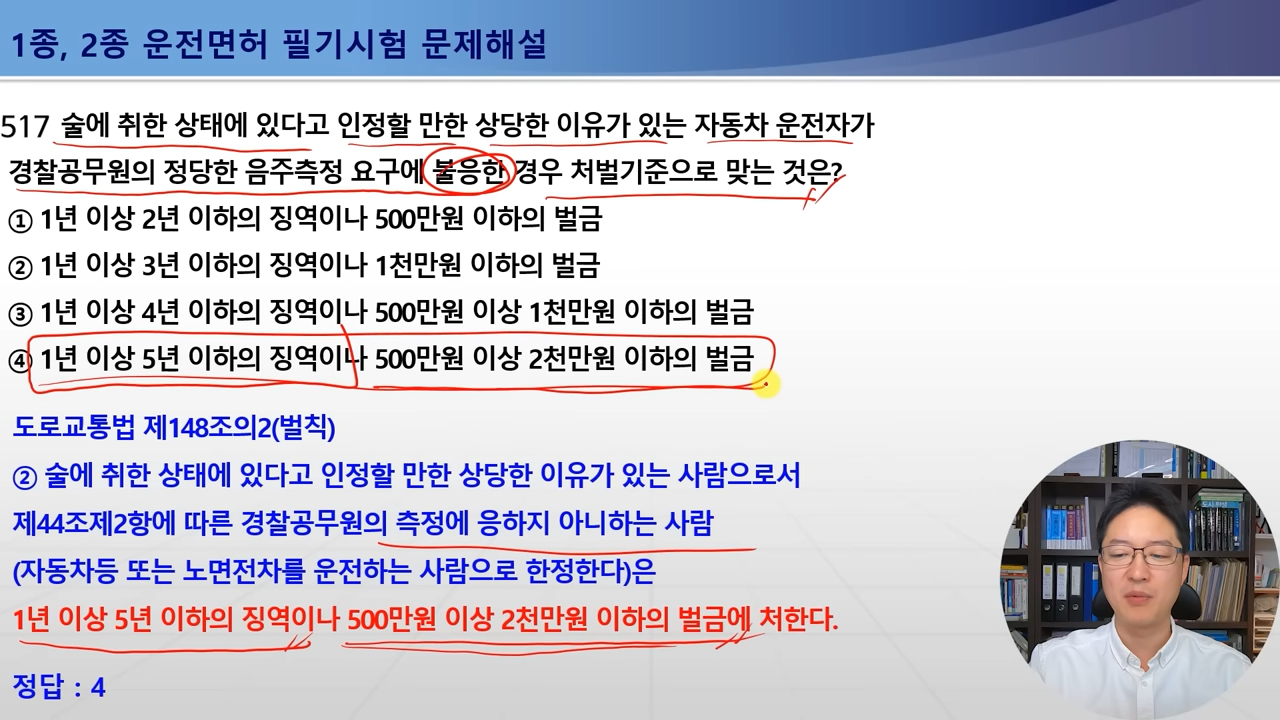 1종, 2종 운전면허 필기시험 문제해설
517 술에 취한 상태에 있다고 인정할 만한 상당한 이유가 있는 자동차 운전자가
경찰공무원의 정당한 음주측정 요구에 불응한 경우 처벌기준으로 맞는 것은?
① 1년 이상 2년 이하의 징역이나 500만원 이하의 벌금
② 1년 이상 3년 이하의 징역이나 1천만원 이하의 벌금
③ 1년 이상 4년 이하의 징역이나 500만원 이상 1천만원 이하의 벌금
④ 1년 이상 5년 이하의 징역이나 500만원 이상 2천만원 이하의 벌금
도로교통법 제148조의2(벌칙)
② 술에 취한 상태에 있다고 인정할 만한 상당한 이유가 있는 사람으로서
제44조제2항에 따른 경찰공무원의 측정에 응하지 아니하는 사람
(자동차등 또는 노면전차를 운전하는 사람으로 한정한다)은
1년 이상 5년 이하의 징역이나 500만원 이상 2천만원 이하의 벌금에 처한다.
정답 : 4